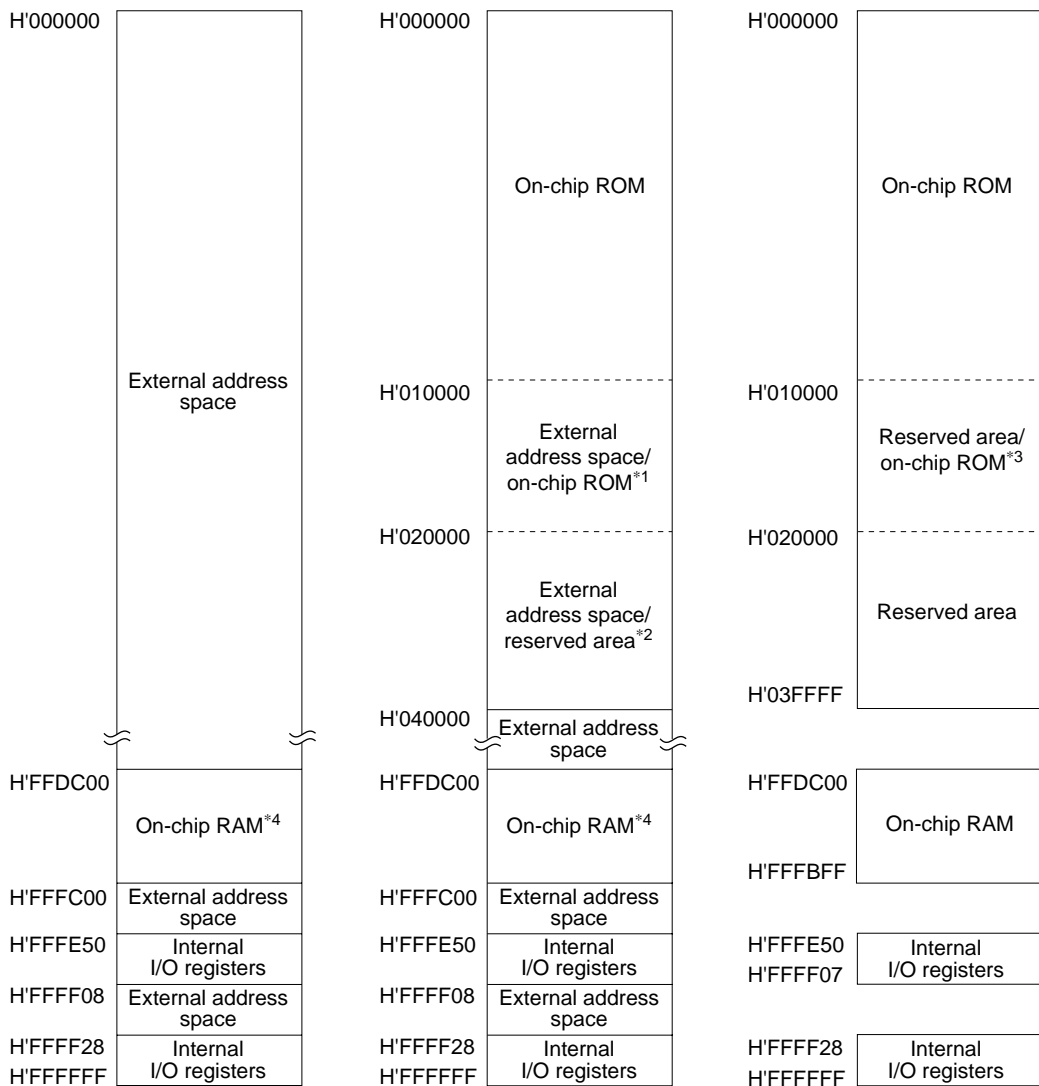 H'000000
External address
space
H'FFDC00
On-chip RAM*4
H'FFFC00
External address
space
H'FFFE50
Internal
I/O registers
H'FFFF08
External address
space
H'FFFF28
Internal
I/O registers
H'FFFFFF
H'000000
On-chip ROM
H'010000
External
address space/
on-chip ROM*1
H'020000
External
address space/
reserved area*2
H'040000
External address
space
H'FFDC00
On-chip RAM*4
H'FFFC00
External address
space
H'FFFE50
Internal
I/O registers
H'FFFF08
External address
space
H'FFFF28
Internal
I/O registers
H'FFFFFF
H'000000
On-chip ROM
H'010000
Reserved area/
on-chip ROM*3
H'020000
Reserved area
H'03FFFF
H'FFDC00
On-chip RAM
H'FFFBFF
H'FFFE50
Internal
I/O registers
H'FFFF07
H'FFFF28
Internal
I/O registers
H'FFFFFF